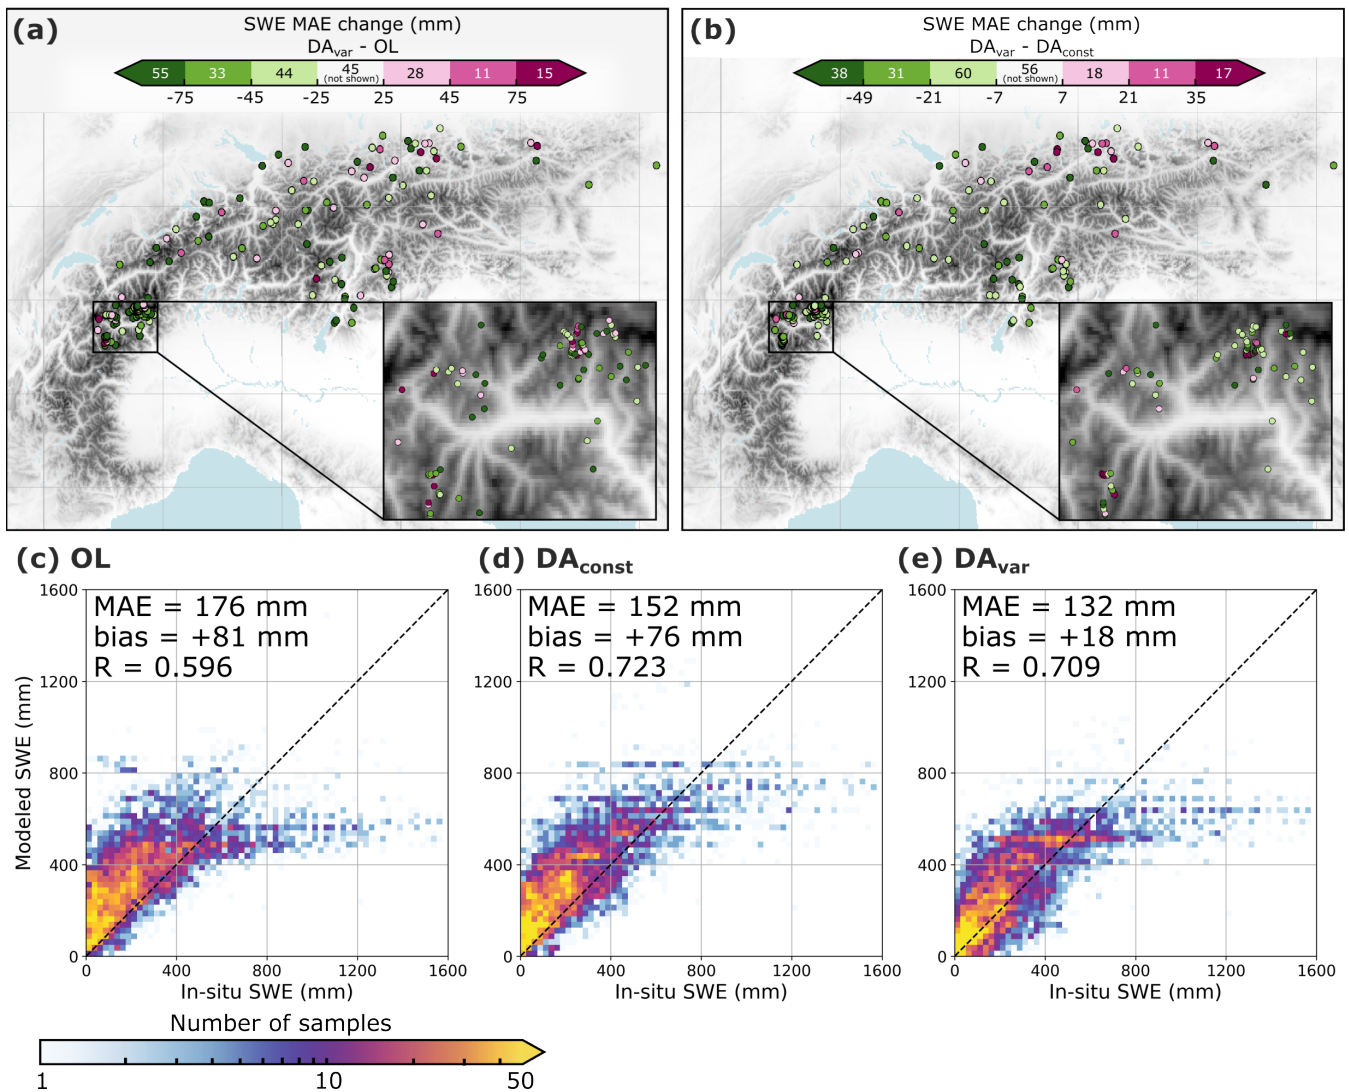 (a)
SWE MAE change (mm)
DAvar - OL
55 33 44 45 28 11 15
(not shown)
-75 -45 -25 25 45 75
(b)
SWE MAE change (mm)
DAvar - DAconst
38 31 60 56 18 11 17
(not shown)
-49 -21 -7 7 21 35
(c) OL
MAE = 176 mm
bias = +81 mm
R = 0.596
1600
1200
800
400
0
0 400 800 1200 1600
Modeled SWE (mm)
In-situ SWE (mm)
(d) DAconst
MAE = 152 mm
bias = +76 mm
R = 0.723
1600
1200
800
400
0
0 400 800 1200 1600
In-situ SWE (mm)
(e) DAvar
MAE = 132 mm
bias = +18 mm
R = 0.709
1600
1200
800
400
0
0 400 800 1200 1600
In-situ SWE (mm)
Number of samples
1 10 50